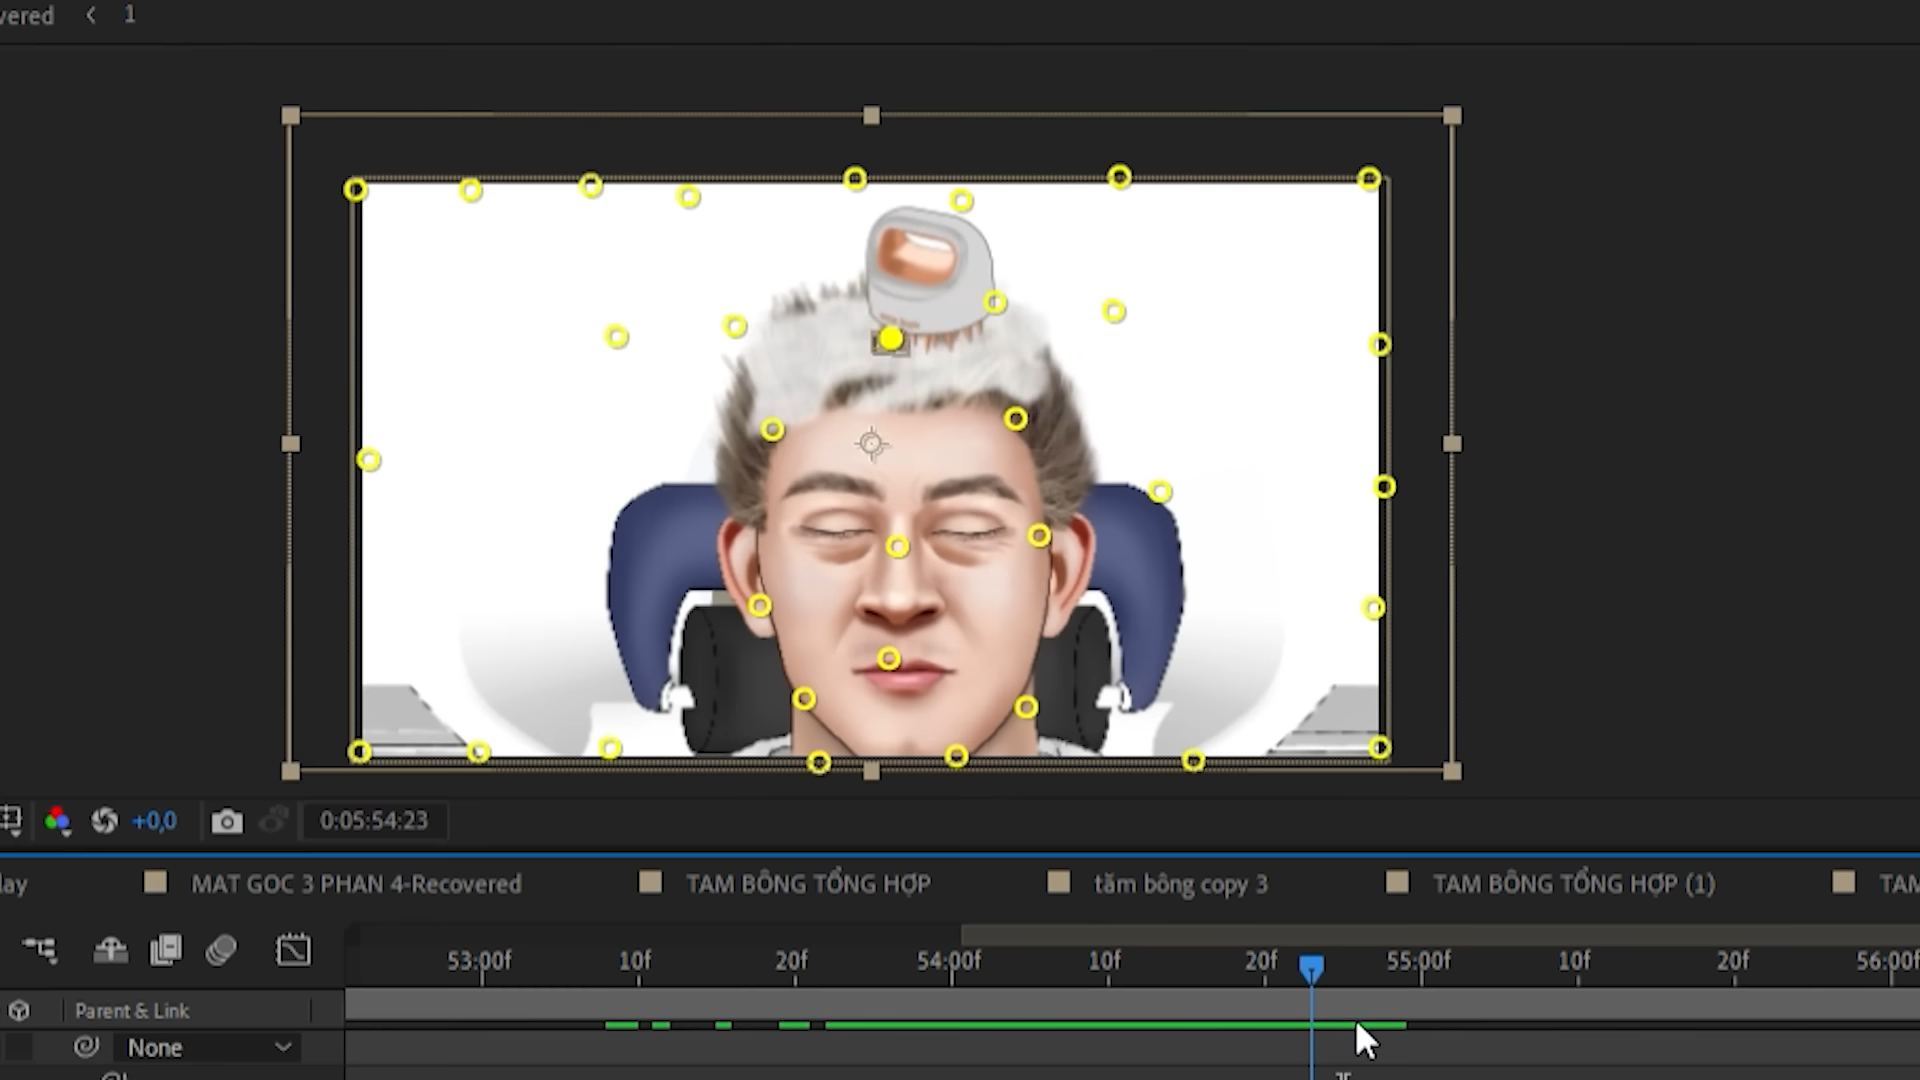 vered < 1
+0,0 0:05:54:23
lay MAT GOC 3 PHAN 4-Recovered TAM BÔNG TỔNG HỢP tăm bông copy 3 TAM BÔNG TỔNG HỢP (1) TAM
53:00f 10f 20f 54:00f 10f 20f 55:00f 10f 20f 56:00f
Parent & Link
None